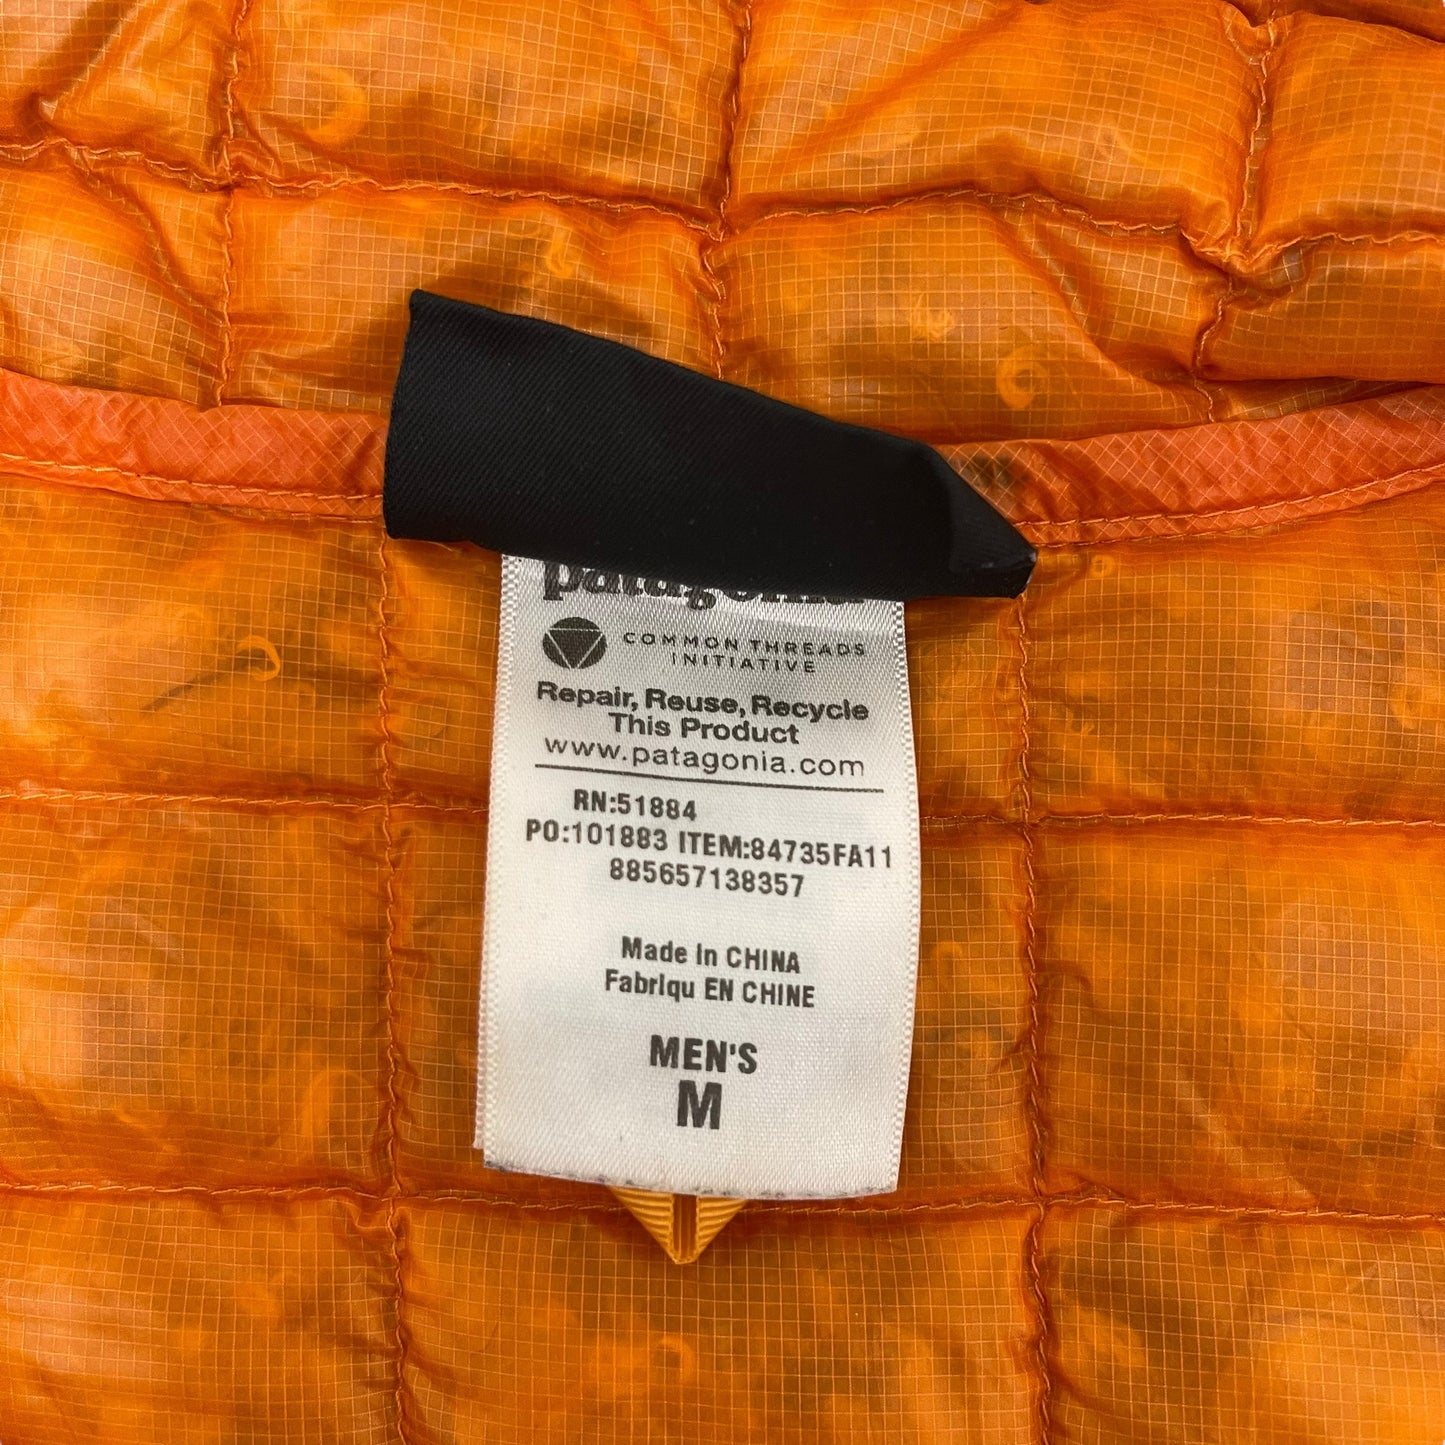 patagonia
COMMON THREADS
INITIATIVE
Repair, Reuse, Recycle
This Product
www.patagonia.com
RN:51884
PO:101883 ITEM:84735FA11
885657138357
Made In CHINA
Fabriqu EN CHINE
MEN'S
M